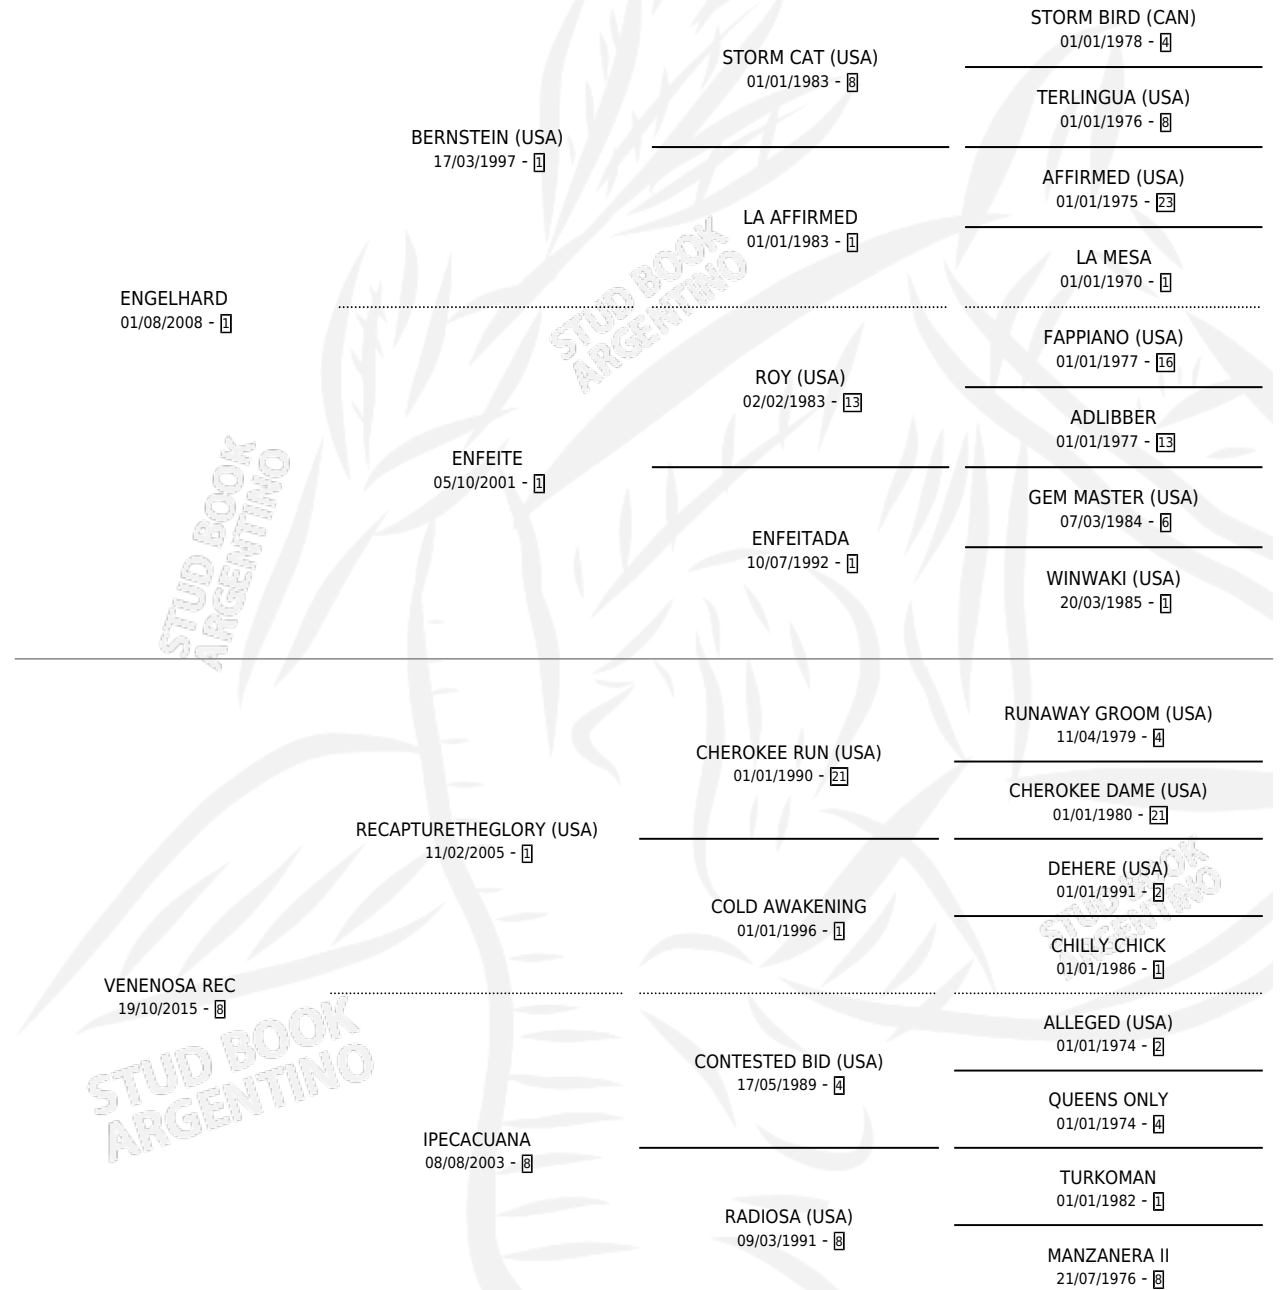 STORM BIRD (CAN)
01/01/1978 - 4
STORM CAT (USA)
01/01/1983 - 8
TERLINGUA (USA)
01/01/1976 - 8
BERNSTEIN (USA)
17/03/1997 - 1
AFFIRMED (USA)
01/01/1975 - 23
LA AFFIRMED
01/01/1983 - 1
LA MESA
01/01/1970 - 1
ENGELHARD
01/08/2008 - 1
FAPPIANO (USA)
01/01/1977 - 16
ROY (USA)
02/02/1983 - 13
ADLIBBER
01/01/1977 - 13
ENFEITE
05/10/2001 - 1
GEM MASTER (USA)
07/03/1984 - 6
ENFEITADA
10/07/1992 - 1
WINWAKI (USA)
20/03/1985 - 1
RUNAWAY GROOM (USA)
11/04/1979 - 4
CHEROKEE RUN (USA)
01/01/1990 - 21
CHEROKEE DAME (USA)
01/01/1980 - 21
RECAPTURETHEGLORY (USA)
11/02/2005 - 1
DEHERE (USA)
01/01/1991 - 2
COLD AWAKENING
01/01/1996 - 1
CHILLY CHICK
01/01/1986 - 1
VENENOSA REC
19/10/2015 - 8
ALLEGED (USA)
01/01/1974 - 2
CONTESTED BID (USA)
17/05/1989 - 4
QUEENS ONLY
01/01/1974 - 4
IPECACUANA
08/08/2003 - 8
TURKOMAN
01/01/1982 - 1
RADIOSA (USA)
09/03/1991 - 8
MANZANERA II
21/07/1976 - 8
STUD BOOK
ARGENTINO
STUD BOOK
ARGENTINO
STUD BOOK
ARGENTINO
STUD BOOK
ARGENTINO